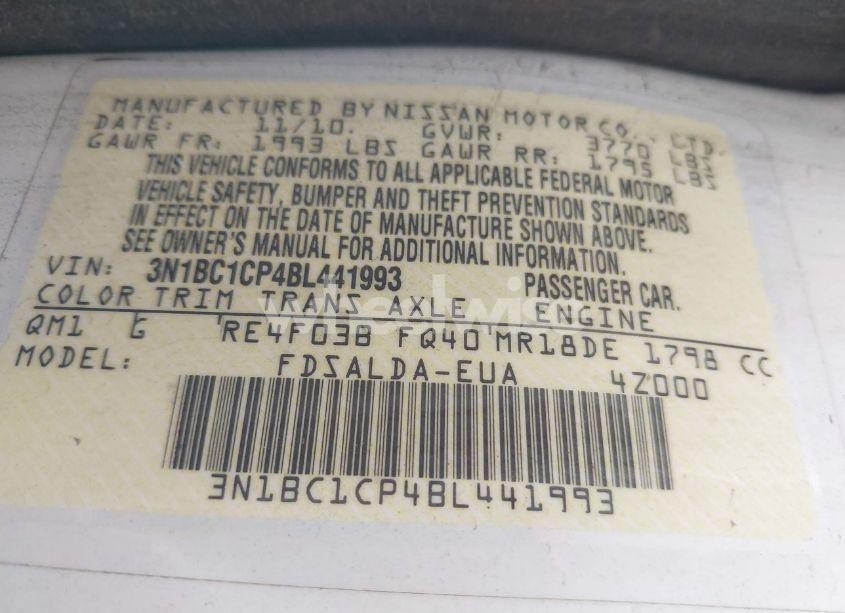 MANUFACTURED BY NISSAN MOTOR CO., LTD.
DATE: 11/10. GVWR: 3770 LBS
GAWR FR: 1993 LBS GAWR RR: 1795 LBS
THIS VEHICLE CONFORMS TO ALL APPLICABLE FEDERAL MOTOR
VEHICLE SAFETY, BUMPER AND THEFT PREVENTION STANDARDS
IN EFFECT ON THE DATE OF MANUFACTURE SHOWN ABOVE.
SEE OWNER'S MANUAL FOR ADDITIONAL INFORMATION.
VIN: 3N1BC1CP4BL441993 PASSENGER CAR.
COLOR TRIM TRANS AXLE ENGINE
QM1 G RE4F03B FQ40 MR18DE 1798 CC
MODEL: FDSALDA-EUA 4Z000
3N1BC1CP4BL441993